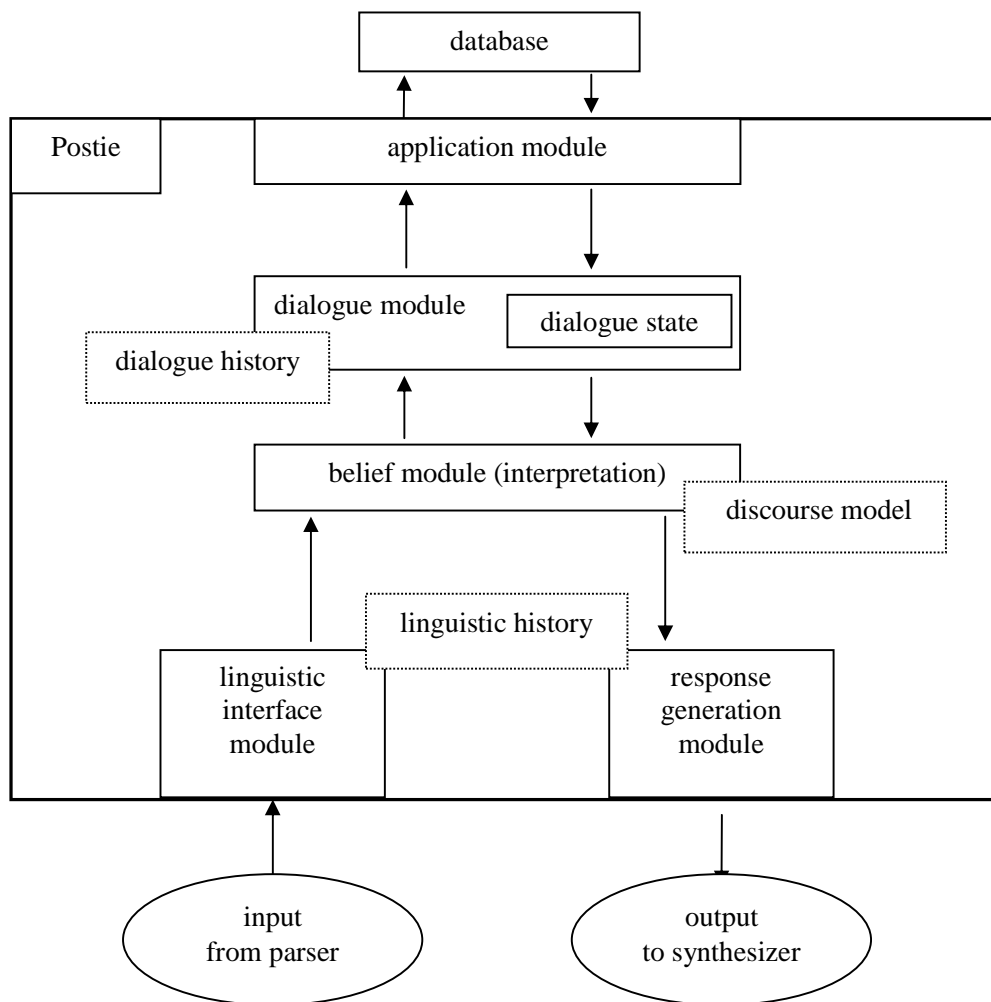 database
Postie
application module
dialogue module
dialogue state
dialogue history
belief module (interpretation)
discourse model
linguistic history
linguistic
interface
module
response
generation
module
input
from parser
output
to synthesizer